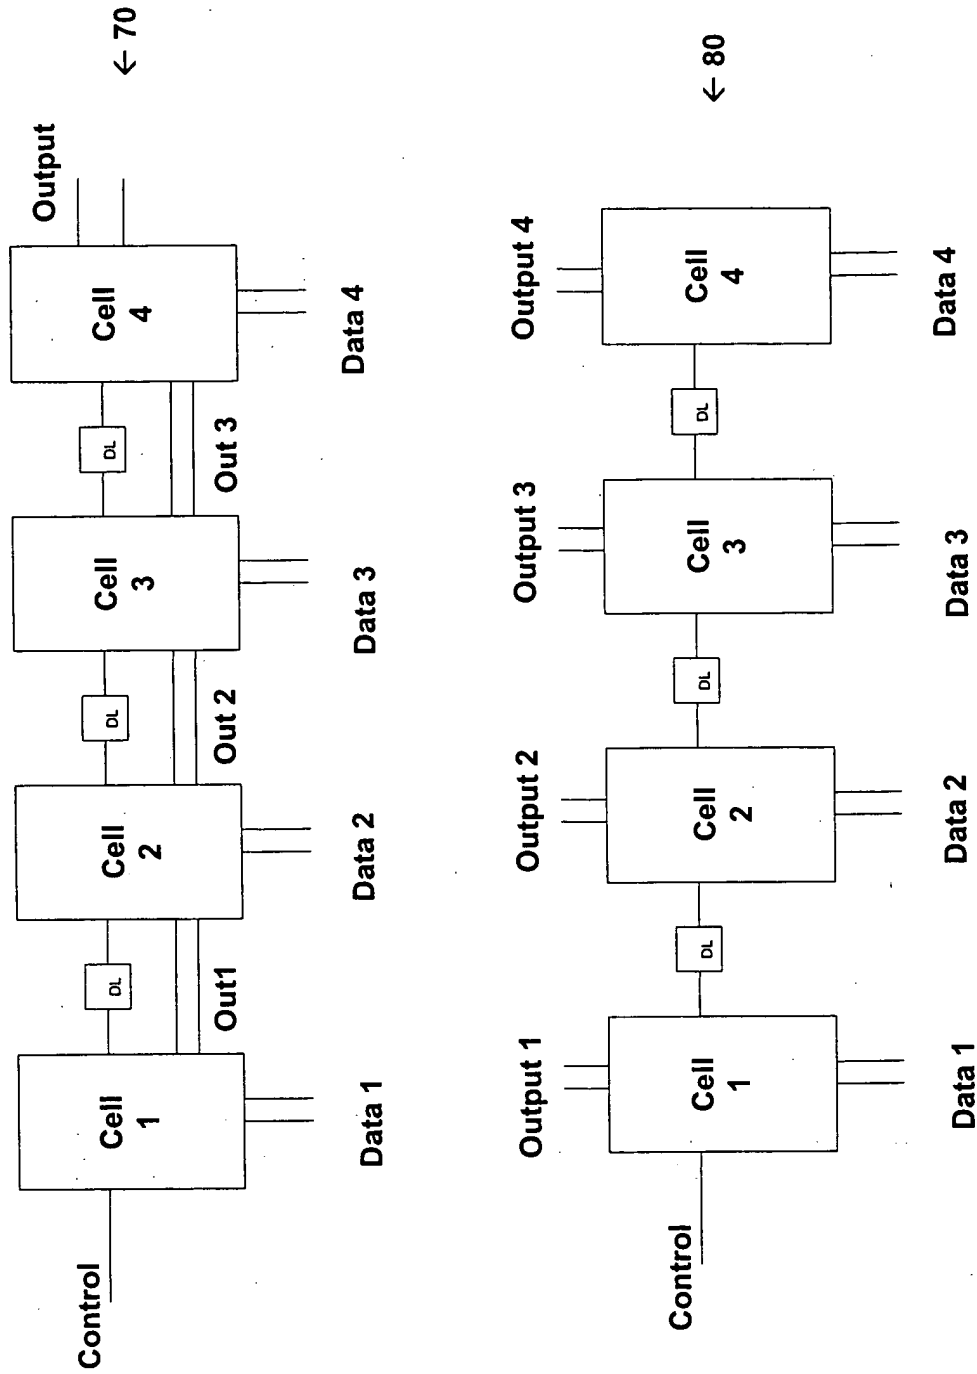 Output
← 70
Control
Cell
1
DL
Cell
2
DL
Cell
3
DL
Cell
4
Out1
Out 2
Out 3
Data 1
Data 2
Data 3
Data 4
Output 1
Output 2
Output 3
Output 4
← 80
Control
Cell
1
DL
Cell
2
DL
Cell
3
DL
Cell
4
Data 1
Data 2
Data 3
Data 4